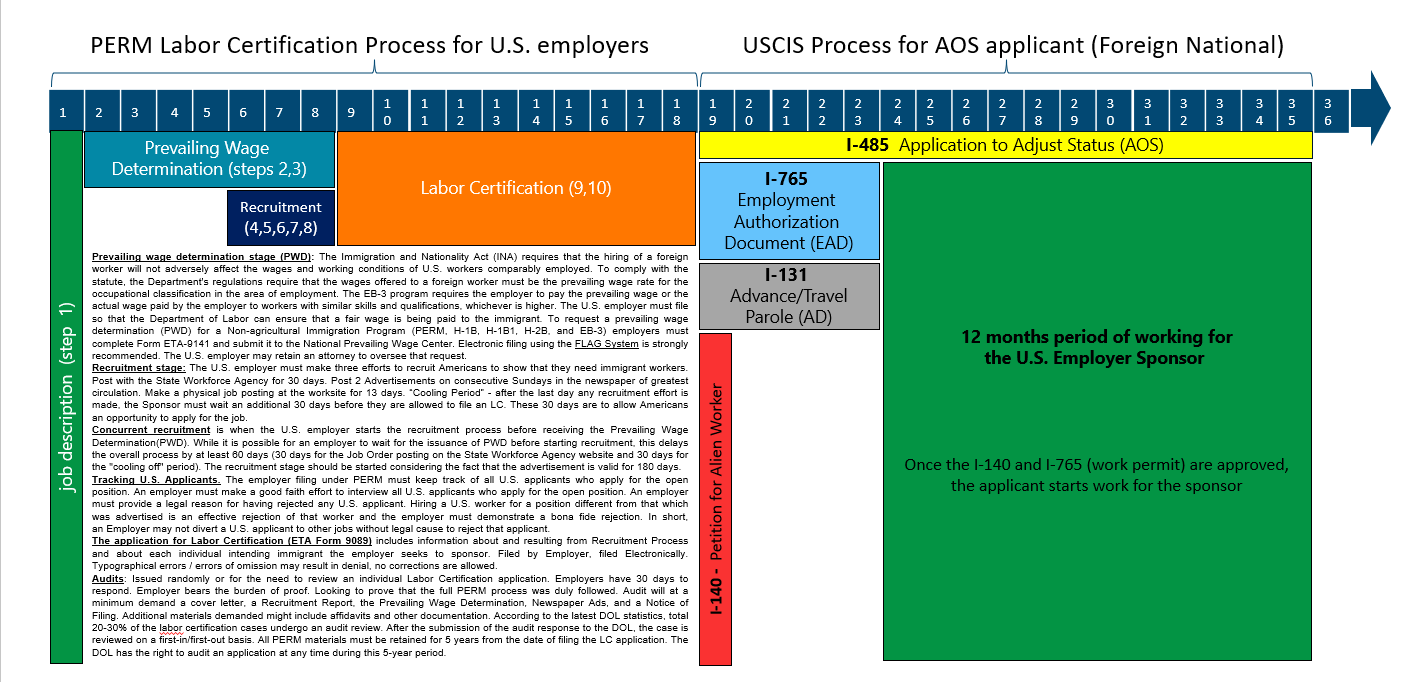 PERM Labor Certification Process for U.S. employers
USCIS Process for AOS applicant (Foreign National)
1 2 3 4 5 6 7 8 9 10 11 12 13 14 15 16 17 18 19 20 21 22 23 24 25 26 27 28 29 30 31 32 33 34 35 36
job description (step 1)
Prevailing Wage
Determination (steps 2,3)
Recruitment
(4,5,6,7,8)
Labor Certification (9,10)
Prevailing wage determination stage (PWD): The Immigration and Nationality Act (INA) requires that the hiring of a foreign
worker will not adversely affect the wages and working conditions of U.S. workers comparably employed. To comply with the
statute, the Department's regulations require that the wages offered to a foreign worker must be the prevailing wage rate for the
occupational classification in the area of employment. The EB-3 program requires the employer to pay the prevailing wage or the
actual wage paid by the employer to workers with similar skills and qualifications, whichever is higher. The U.S. employer must file
so that the Department of Labor can ensure that a fair wage is being paid to the immigrant. To request a prevailing wage
determination (PWD) for a Non-agricultural Immigration Program (PERM, H-1B, H-1B1, H-2B, and EB-3) employers must
complete Form ETA-9141 and submit it to the National Prevailing Wage Center. Electronic filing using the FLAG System is strongly
recommended. The U.S. employer may retain an attorney to oversee that request.
Recruitment stage: The U.S. employer must make three efforts to recruit Americans to show that they need immigrant workers.
Post with the State Workforce Agency for 30 days. Post 2 Advertisements on consecutive Sundays in the newspaper of greatest
circulation. Make a physical job posting at the worksite for 13 days. "Cooling Period" - after the last day any recruitment effort is
made, the Sponsor must wait an additional 30 days before they are allowed to file an LC. These 30 days are to allow Americans
an opportunity to apply for the job.
Concurrent recruitment is when the U.S. employer starts the recruitment process before receiving the Prevailing Wage
Determination(PWD). While it is possible for an employer to wait for the issuance of PWD before starting recruitment, this delays
the overall process by at least 60 days (30 days for the Job Order posting on the State Workforce Agency website and 30 days for
the "cooling off" period). The recruitment stage should be started considering the fact that the advertisement is valid for 180 days.
Tracking U.S. Applicants. The employer filing under PERM must keep track of all U.S. applicants who apply for the open
position. An employer must make a good faith effort to interview all U.S. applicants who apply for the open position. An employer
must provide a legal reason for having rejected any U.S. applicant. Hiring a U.S. worker for a position different from that which
was advertised is an effective rejection of that worker and the employer must demonstrate a bona fide rejection. In short,
an Employer may not divert a U.S. applicant to other jobs without legal cause to reject that applicant.
The application for Labor Certification (ETA Form 9089) includes information about and resulting from Recruitment Process
and about each individual intending immigrant the employer seeks to sponsor. Filed by Employer, filed Electronically.
Typographical errors / errors of omission may result in denial, no corrections are allowed.
Audits: Issued randomly or for the need to review an individual Labor Certification application. Employers have 30 days to
respond. Employer bears the burden of proof. Looking to prove that the full PERM process was duly followed. Audit will at a
minimum demand a cover letter, a Recruitment Report, the Prevailing Wage Determination, Newspaper Ads, and a Notice of
Filing. Additional materials demanded might include affidavits and other documentation. According to the latest DOL statistics, total
20-30% of the labor certification cases undergo an audit review. After the submission of the audit response to the DOL, the case is
reviewed on a first-in/first-out basis. All PERM materials must be retained for 5 years from the date of filing the LC application. The
DOL has the right to audit an application at any time during this 5-year period.
I-485 Application to Adjust Status (AOS)
I-765
Employment
Authorization
Document (EAD)
I-131
Advance/Travel
Parole (AD)
I-140 - Petition for Alien Worker
12 months period of working for
the U.S. Employer Sponsor
Once the I-140 and I-765 (work permit) are approved,
the applicant starts work for the sponsor